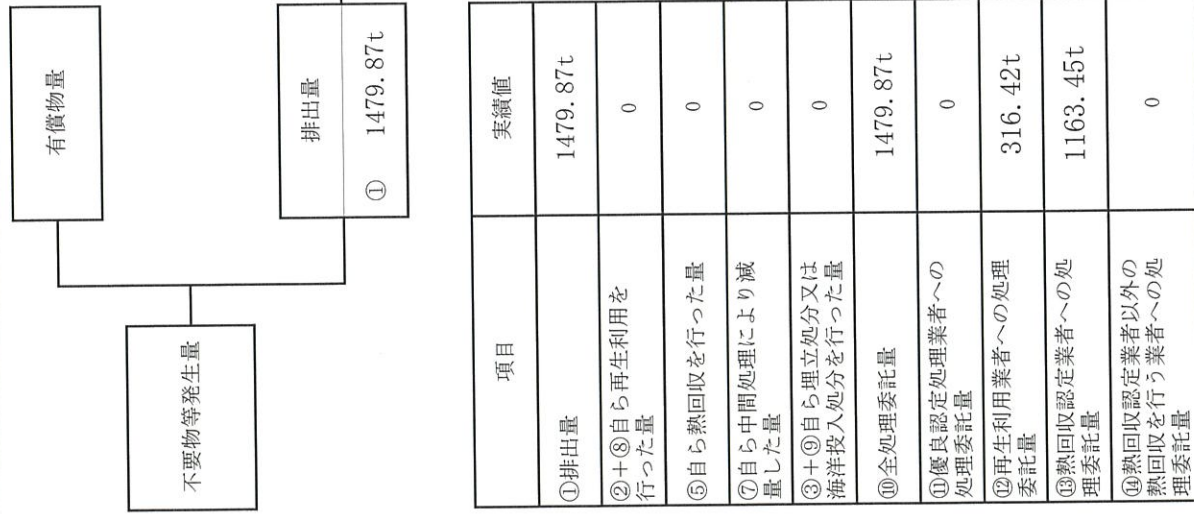 不要物等発生量
有償物量
排出量
① 1479.87t
項目 実績値
①排出量 1479.87t
②+⑧自ら再生利用を
行った量 0
⑤自ら熱回収を行った量 0
⑦自ら中間処理により減
量した量 0
③+⑨自ら埋立処分又は
海洋投入処分を行った量 0
⑩全処理委託量 1479.87t
⑪優良認定処理業者への
処理委託量 0
⑫再生利用業者への処理
委託量 316.42t
⑬熱回収認定業者への処
理委託量 1163.45t
⑭熱回収認定業者以外の
熱回収を行う業者への処
理委託量 0